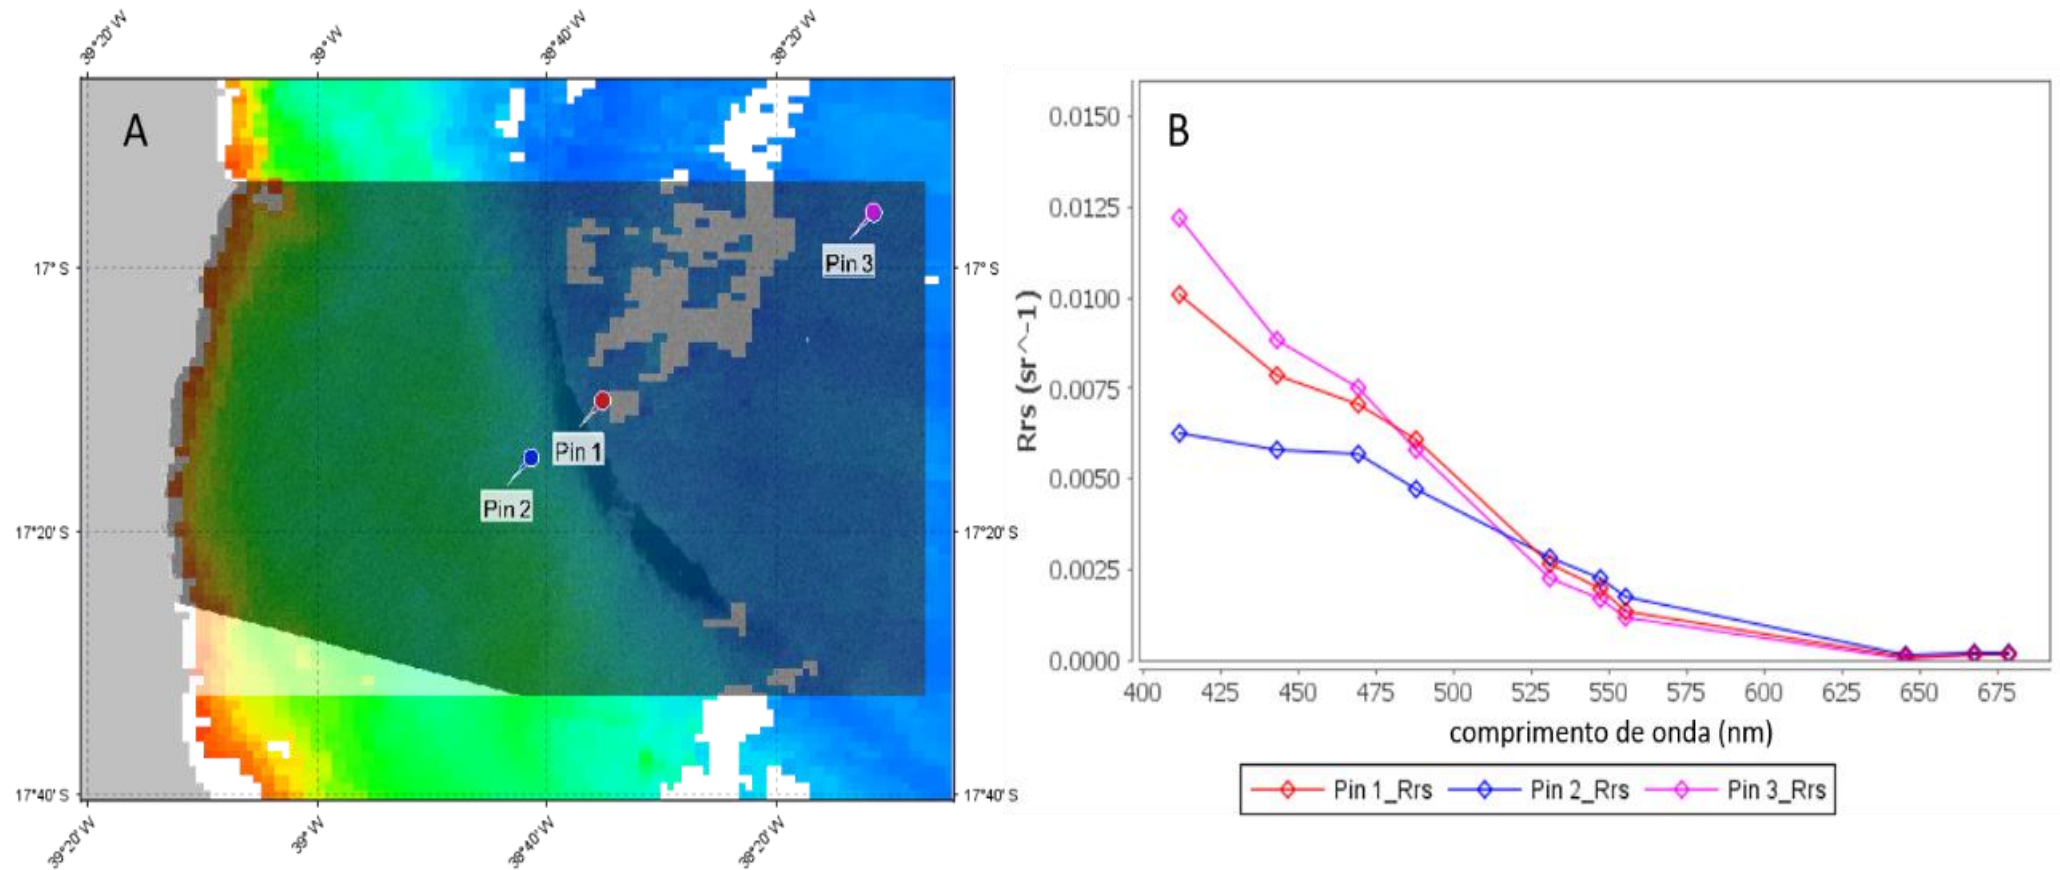 39°20' W
39° W
38°40' W
38°20' W
A
17° S
17°20' S
17°40' S
Pin 3
Pin 1
Pin 2
17° S
17°20' S
17°40' S
39°20' W
39° W
38°40' W
38°20' W
B
Rrs (sr^-1)
0.0150
0.0125
0.0100
0.0075
0.0050
0.0025
0.0000
400 425 450 475 500 525 550 575 600 625 650 675
comprimento de onda (nm)
Pin 1_Rrs Pin 2_Rrs Pin 3_Rrs